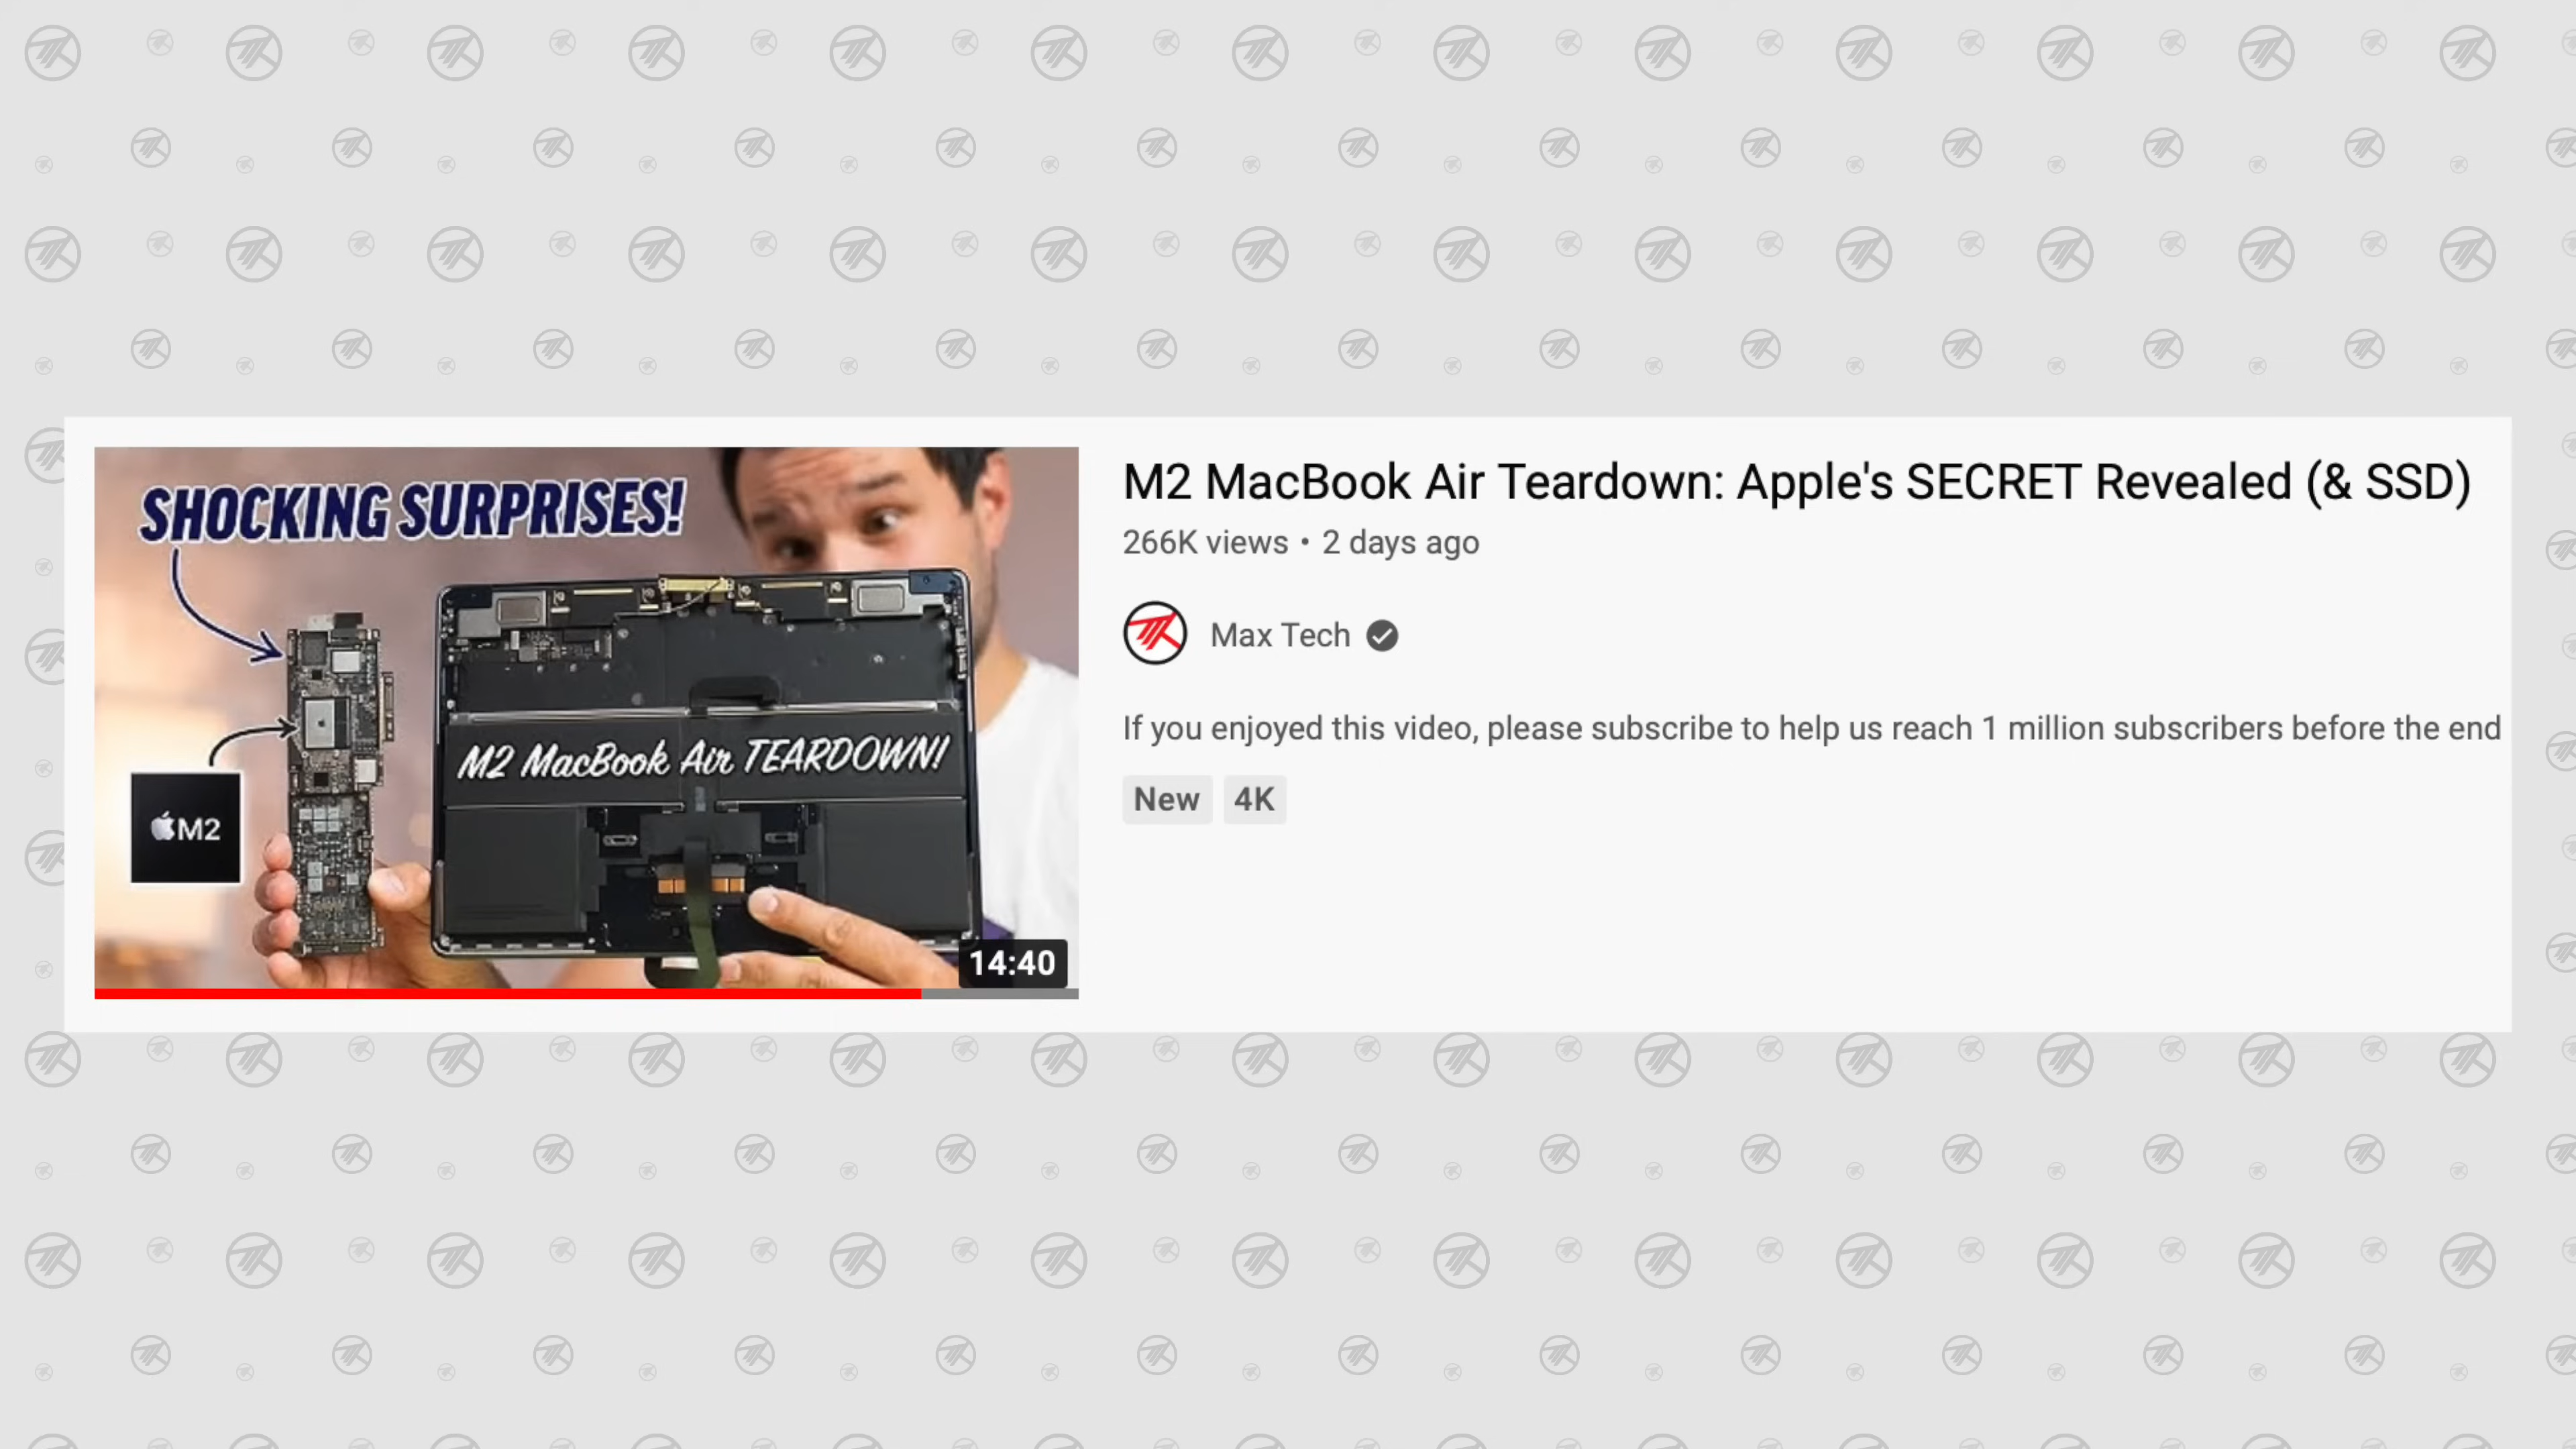 SHOCKING SURPRISES!
M2 MacBook Air TEARDOWN!
M2
14:40
M2 MacBook Air Teardown: Apple's SECRET Revealed (& SSD)
266K views • 2 days ago
Max Tech
If you enjoyed this video, please subscribe to help us reach 1 million subscribers before the end
New 4K